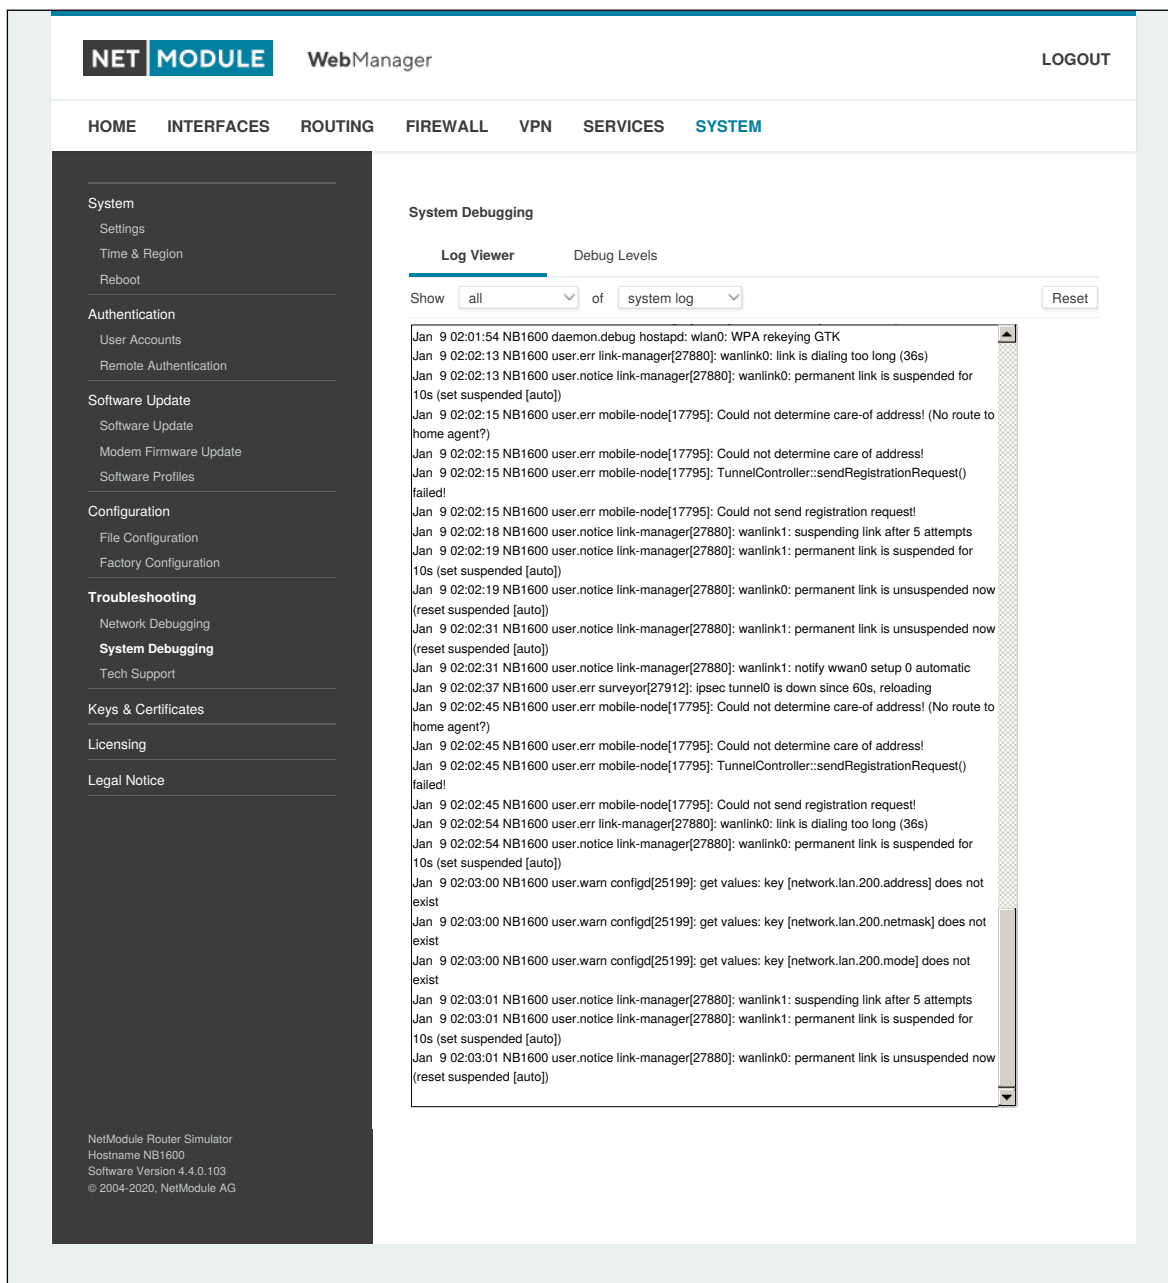 NET MODULE WebManager LOGOUT
HOME INTERFACES ROUTING FIREWALL VPN SERVICES SYSTEM
System
Settings
Time & Region
Reboot
Authentication
User Accounts
Remote Authentication
Software Update
Software Update
Modem Firmware Update
Software Profiles
Configuration
File Configuration
Factory Configuration
Troubleshooting
Network Debugging
System Debugging
Tech Support
Keys & Certificates
Licensing
Legal Notice
NetModule Router Simulator
Hostname NB1600
Software Version 4.4.0.103
© 2004-2020, NetModule AG
System Debugging
Log Viewer Debug Levels
Show all of system log Reset
Jan 9 02:01:54 NB1600 daemon.debug hostapd: wlan0: WPA rekeying GTK
Jan 9 02:02:13 NB1600 user.err link-manager[27880]: wanlink0: link is dialing too long (36s)
Jan 9 02:02:13 NB1600 user.notice link-manager[27880]: wanlink0: permanent link is suspended for
10s (set suspended [auto])
Jan 9 02:02:15 NB1600 user.err mobile-node[17795]: Could not determine care-of address! (No route to
home agent?)
Jan 9 02:02:15 NB1600 user.err mobile-node[17795]: Could not determine care of address!
Jan 9 02:02:15 NB1600 user.err mobile-node[17795]: TunnelController::sendRegistrationRequest()
failed!
Jan 9 02:02:15 NB1600 user.err mobile-node[17795]: Could not send registration request!
Jan 9 02:02:18 NB1600 user.notice link-manager[27880]: wanlink1: suspending link after 5 attempts
Jan 9 02:02:19 NB1600 user.notice link-manager[27880]: wanlink1: permanent link is suspended for
10s (set suspended [auto])
Jan 9 02:02:19 NB1600 user.notice link-manager[27880]: wanlink0: permanent link is unsuspended now
(reset suspended [auto])
Jan 9 02:02:31 NB1600 user.notice link-manager[27880]: wanlink1: permanent link is unsuspended now
(reset suspended [auto])
Jan 9 02:02:31 NB1600 user.notice link-manager[27880]: wanlink1: notify wwan0 setup 0 automatic
Jan 9 02:02:37 NB1600 user.err surveyor[27912]: ipsec tunnel0 is down since 60s, reloading
Jan 9 02:02:45 NB1600 user.err mobile-node[17795]: Could not determine care-of address! (No route to
home agent?)
Jan 9 02:02:45 NB1600 user.err mobile-node[17795]: Could not determine care of address!
Jan 9 02:02:45 NB1600 user.err mobile-node[17795]: TunnelController::sendRegistrationRequest()
failed!
Jan 9 02:02:45 NB1600 user.err mobile-node[17795]: Could not send registration request!
Jan 9 02:02:54 NB1600 user.err link-manager[27880]: wanlink0: link is dialing too long (36s)
Jan 9 02:02:54 NB1600 user.notice link-manager[27880]: wanlink0: permanent link is suspended for
10s (set suspended [auto])
Jan 9 02:03:00 NB1600 user.warn configd[25199]: get values: key [network.lan.200.address] does not
exist
Jan 9 02:03:00 NB1600 user.warn configd[25199]: get values: key [network.lan.200.netmask] does not
exist
Jan 9 02:03:00 NB1600 user.warn configd[25199]: get values: key [network.lan.200.mode] does not
exist
Jan 9 02:03:01 NB1600 user.notice link-manager[27880]: wanlink1: suspending link after 5 attempts
Jan 9 02:03:01 NB1600 user.notice link-manager[27880]: wanlink1: permanent link is suspended for
10s (set suspended [auto])
Jan 9 02:03:01 NB1600 user.notice link-manager[27880]: wanlink0: permanent link is unsuspended now
(reset suspended [auto])